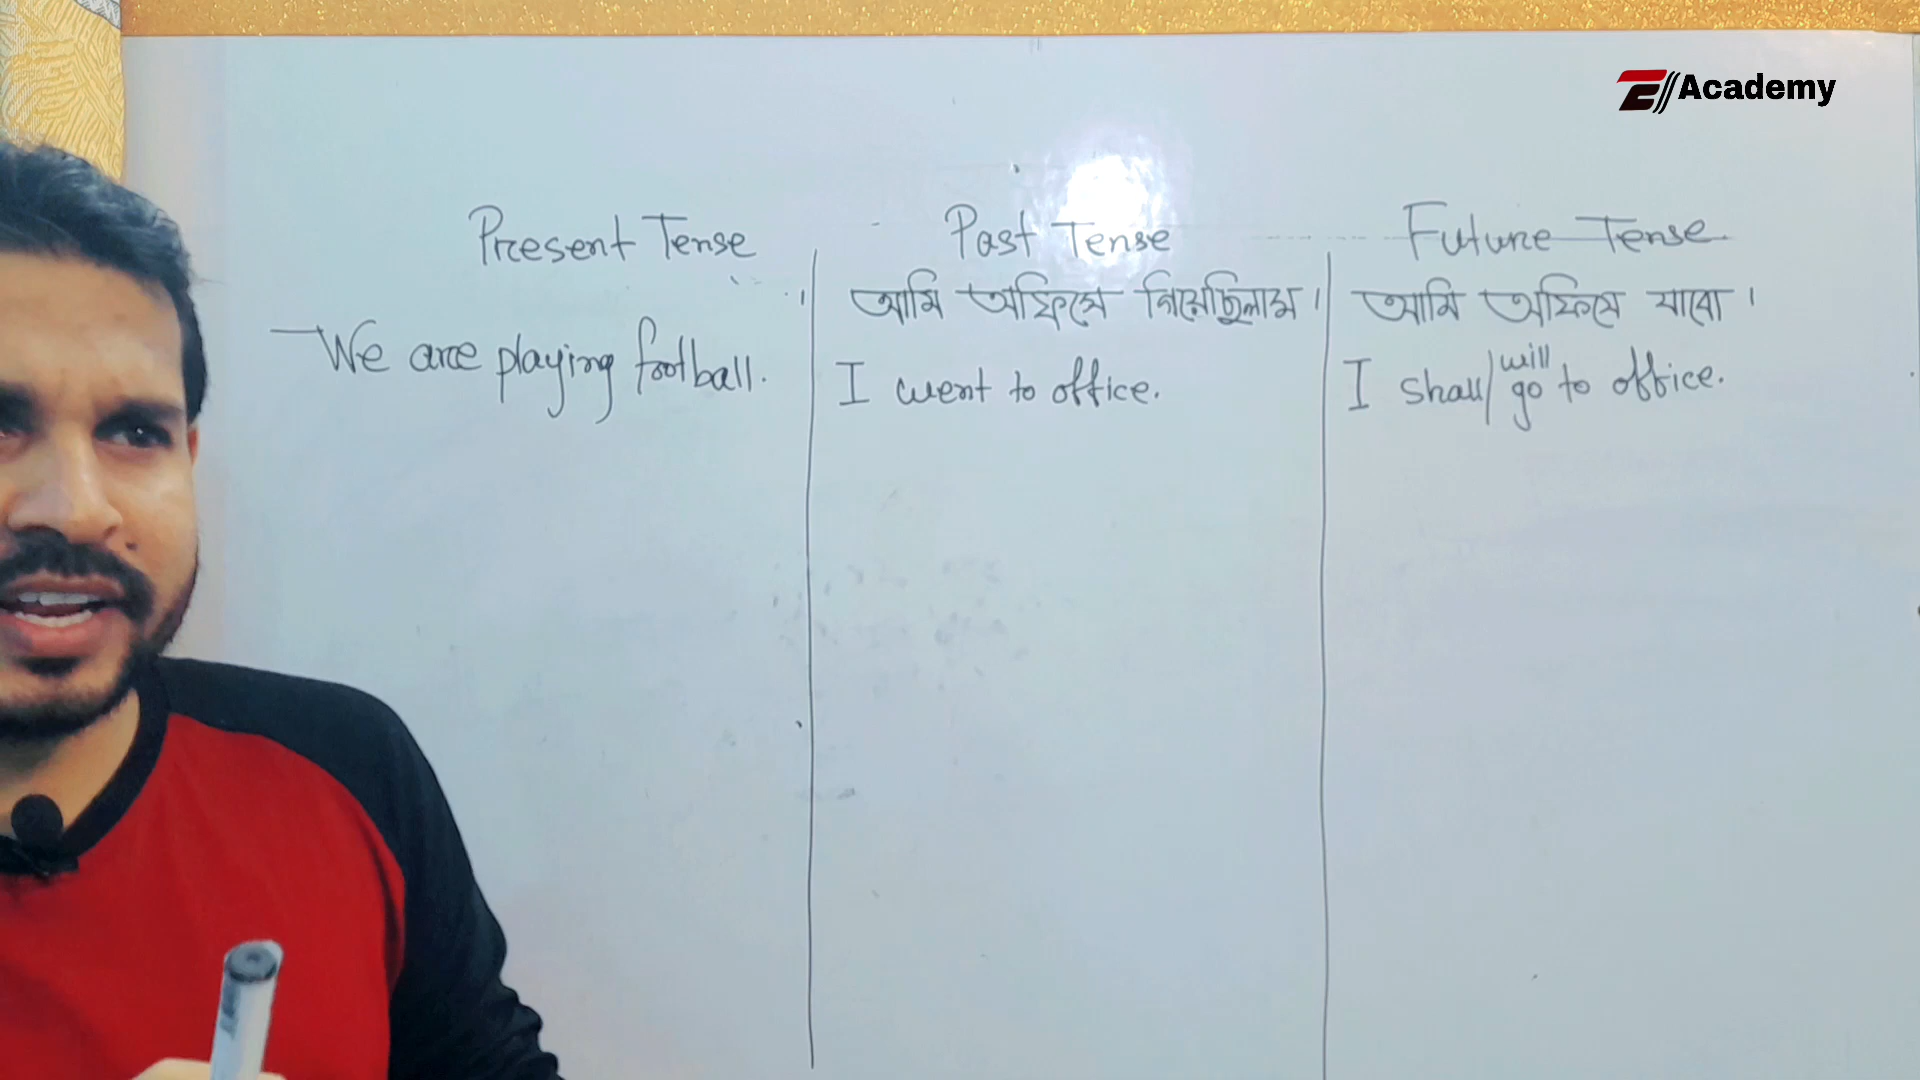 Academy
Present Tense
We are playing football.
Past Tense
আমি অফিসে গিয়েছিলাম।
I went to office.
Future Tense
আমি অফিসে যাবো।
I shall/will go to office.